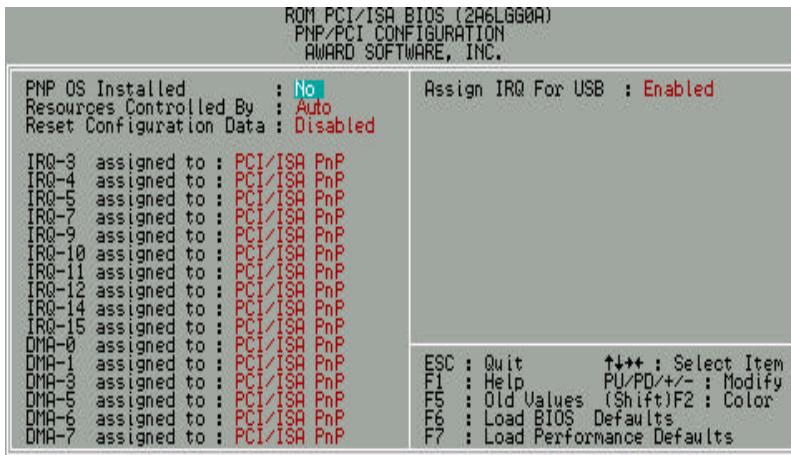 ROM PCI/ISA BIOS (2A6LGG0A)
PNP/PCI CONFIGURATION
AWARD SOFTWARE, INC.
PNP OS Installed : No
Resources Controlled By : Auto
Reset Configuration Data : Disabled
IRQ-3 assigned to : PCI/ISA PnP
IRQ-4 assigned to : PCI/ISA PnP
IRQ-5 assigned to : PCI/ISA PnP
IRQ-7 assigned to : PCI/ISA PnP
IRQ-9 assigned to : PCI/ISA PnP
IRQ-10 assigned to : PCI/ISA PnP
IRQ-11 assigned to : PCI/ISA PnP
IRQ-12 assigned to : PCI/ISA PnP
IRQ-14 assigned to : PCI/ISA PnP
IRQ-15 assigned to : PCI/ISA PnP
DMA-0 assigned to : PCI/ISA PnP
DMA-1 assigned to : PCI/ISA PnP
DMA-3 assigned to : PCI/ISA PnP
DMA-5 assigned to : PCI/ISA PnP
DMA-6 assigned to : PCI/ISA PnP
DMA-7 assigned to : PCI/ISA PnP
Assign IRQ For USB : Enabled
ESC : Quit ↑↓→← : Select Item
F1 : Help PU/PD/+/- : Modify
F5 : Old Values (Shift)F2 : Color
F6 : Load BIOS Defaults
F7 : Load Performance Defaults